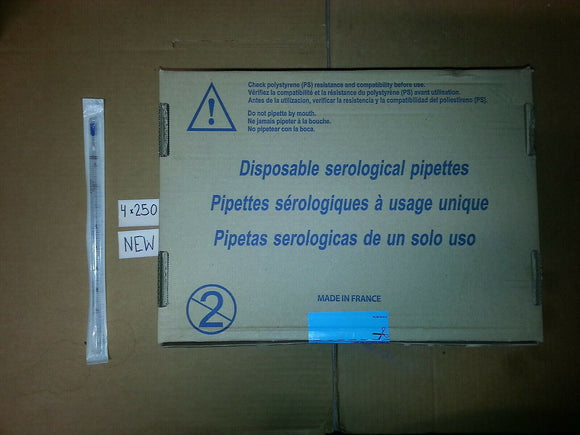 Check polystyrene (PS) resistance and compatibility before use.
Vérifiez la compatibilité et la résistance du polystyrène (PS) avant utilisation.
Antes de la utilizacion, verificar la resistencia y la compatibilidad del poliestireno (PS).
Do not pipette by mouth.
Ne jamais pipeter à la bouche.
No pipetear con la boca.
Disposable serological pipettes
Pipettes sérologiques à usage unique
Pipetas serologicas de un solo uso
4x250
NEW
2
MADE IN FRANCE